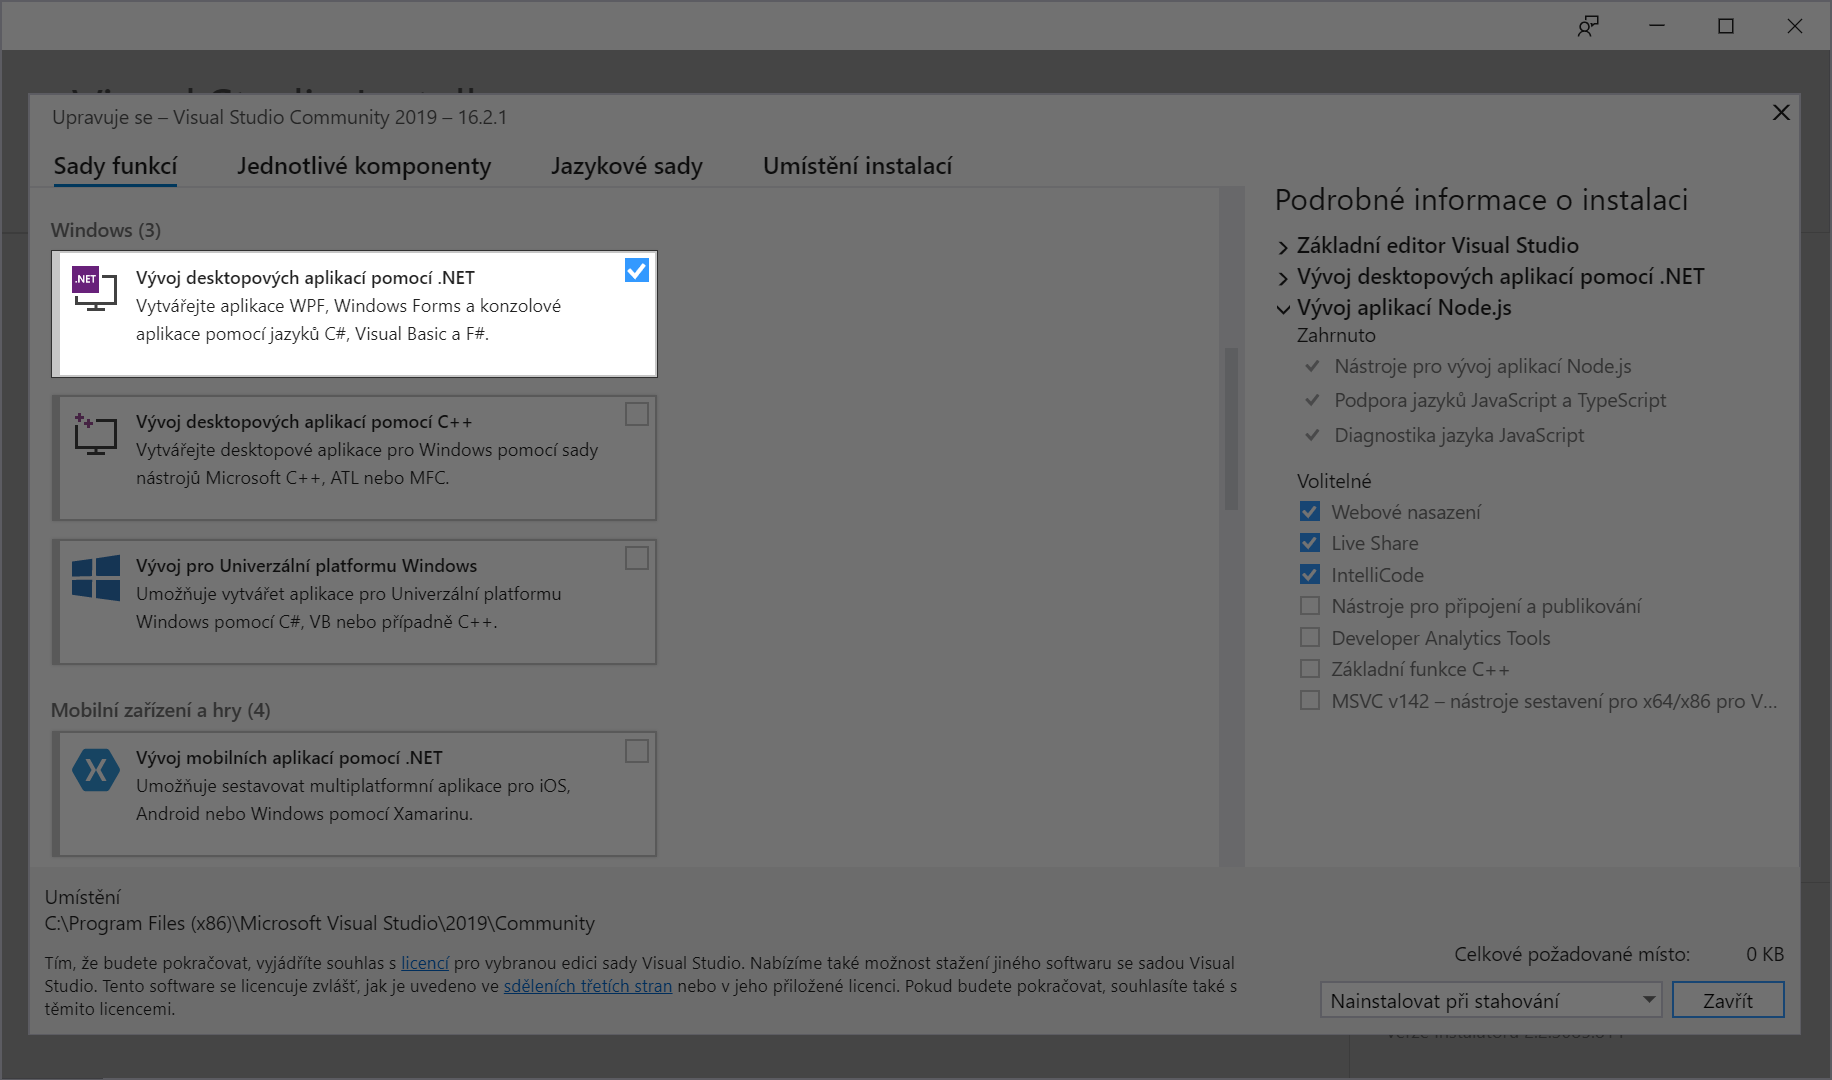 Upravuje se – Visual Studio Community 2019 – 16.2.1
Sady funkcí
Jednotlivé komponenty
Jazykové sady
Umístění instalací
Windows (3)
.NET
Vývoj desktopových aplikací pomocí .NET
Vytvářejte aplikace WPF, Windows Forms a konzolové
aplikace pomocí jazyků C#, Visual Basic a F#.
Vývoj desktopových aplikací pomocí C++
Vytvářejte desktopové aplikace pro Windows pomocí sady
nástrojů Microsoft C++, ATL nebo MFC.
Vývoj pro Univerzální platformu Windows
Umožňuje vytvářet aplikace pro Univerzální platformu
Windows pomocí C#, VB nebo případně C++.
Mobilní zařízení a hry (4)
Vývoj mobilních aplikací pomocí .NET
Umožňuje sestavovat multiplatformní aplikace pro iOS,
Android nebo Windows pomocí Xamarinu.
Podrobné informace o instalaci
Základní editor Visual Studio
Vývoj desktopových aplikací pomocí .NET
Vývoj aplikací Node.js
Zahrnuto
Nástroje pro vývoj aplikací Node.js
Podpora jazyků JavaScript a TypeScript
Diagnostika jazyka JavaScript
Volitelné
Webové nasazení
Live Share
IntelliCode
Nástroje pro připojení a publikování
Developer Analytics Tools
Základní funkce C++
MSVC v142 – nástroje sestavení pro x64/x86 pro V...
Umístění
C:\Program Files (x86)\Microsoft Visual Studio\2019\Community
Tím, že budete pokračovat, vyjádříte souhlas s licencí pro vybranou edici sady Visual Studio. Nabízíme také možnost stažení jiného softwaru se sadou Visual
Studio. Tento software se licencuje zvlášť, jak je uvedeno ve sděleních třetích stran nebo v jeho přiložené licenci. Pokud budete pokračovat, souhlasíte také s
těmito licencemi.
Celkové požadované místo: 0 KB
Nainstalovat při stahování
Zavřít